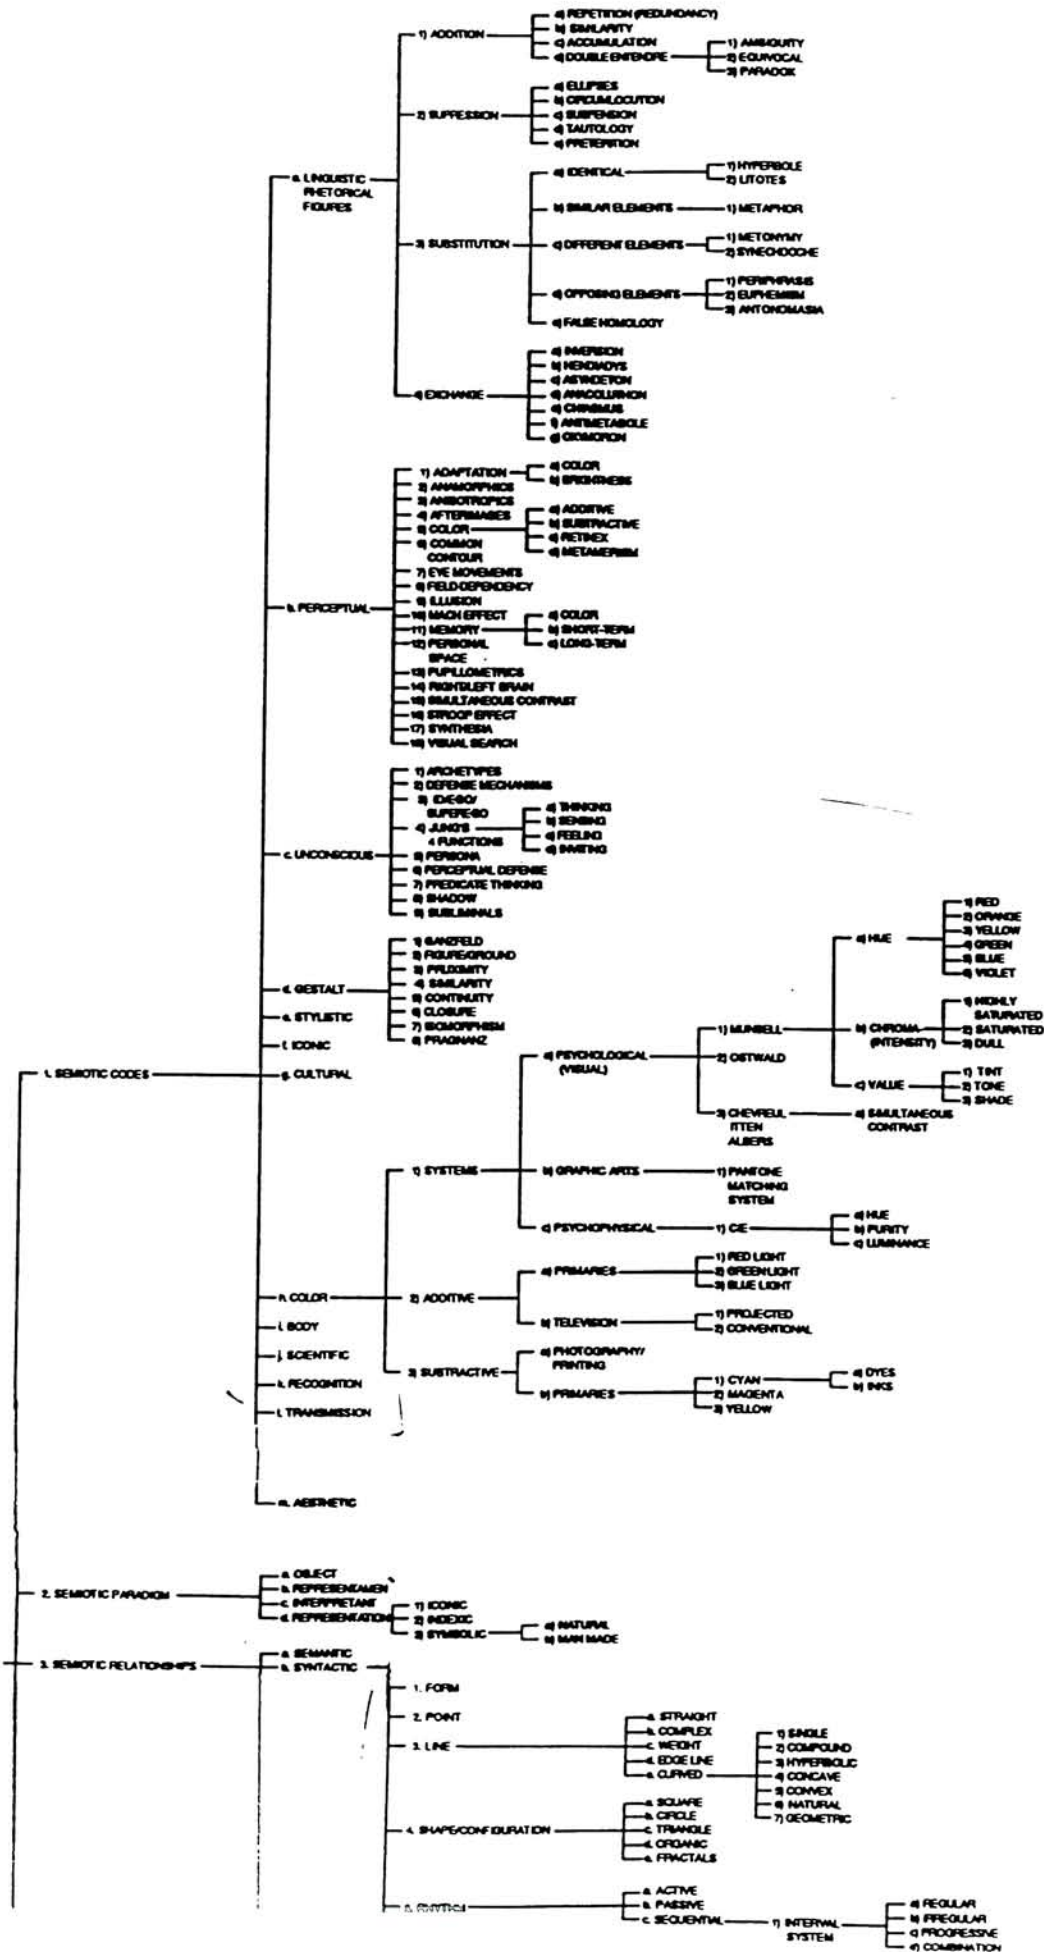 1. SEMIOTIC CODES
a. LINGUISTIC
RHETORICAL
FIGURES
1) ADDITION
a) REPETITION (REDUNDANCY)
b) SIMILARITY
c) ACCUMULATION
d) DOUBLE ENTENDRE
1) AMBIQUITY
2) EQUIVOCAL
3) PARADOX
2) SUPRESSION
a) ELLIPSES
b) CIRCUMLOCUTION
c) SUSPENSION
d) TAUTOLOGY
e) PRETERITION
3) SUBSTITUTION
a) IDENTICAL
1) HYPERBOLE
2) LITOTES
b) SIMILAR ELEMENTS
1) METAPHOR
c) DIFFERENT ELEMENTS
1) METONYMY
2) SYNECHDOCHE
d) OPPOSING ELEMENTS
1) PERIPHRASIS
2) EUPHEMISM
3) ANTONOMASIA
e) FALSE HOMOLOGY
4) EXCHANGE
a) INVERSION
b) HENDIADYS
c) ASYNDETON
d) ANACOLUTHON
e) CHIASMUS
f) ANTIMETABOLE
g) OXIMORON
b. PERCEPTUAL
1) ADAPTATION
a) COLOR
b) BRIGHTNESS
2) ANAMORPHICS
3) ANISOTROPICS
4) AFTERIMAGES
5) COLOR
a) ADDITIVE
b) SUBTRACTIVE
c) RETINEX
d) METAMERISM
6) COMMON
CONTOUR
7) EYE MOVEMENTS
8) FIELD-DEPENDENCY
9) ILLUSION
10) MACH EFFECT
11) MEMORY
a) COLOR
b) SHORT-TERM
c) LONG-TERM
12) PERSONAL
SPACE
13) PUPILLOMETRICS
14) RIGHT/LEFT BRAIN
15) SIMULTANEOUS CONTRAST
16) STROOP EFFECT
17) SYNTHESIA
18) VISUAL SEARCH
c. UNCONSCIOUS
1) ARCHETYPES
2) DEFENSE MECHANISMS
3) ID/EGO/
SUPEREGO
4) JUNG'S
4 FUNCTIONS
a) THINKING
b) SENSING
c) FEELING
d) INVITING
5) PERSONA
6) PERCEPTUAL DEFENSE
7) PREDICATE THINKING
8) SHADOW
9) SUBLIMINALS
d. GESTALT
1) GANZFELD
2) FIGURE/GROUND
3) PROXIMITY
4) SIMILARITY
5) CONTINUITY
6) CLOSURE
7) ISOMORPHISM
8) PRAGNANZ
e. STYLISTIC
f. ICONIC
g. CULTURAL
h. COLOR
1) SYSTEMS
a) PSYCHOLOGICAL
(VISUAL)
1) MUNSELL
a) HUE
1) RED
2) ORANGE
3) YELLOW
4) GREEN
5) BLUE
6) VIOLET
b) CHROMA
(INTENSITY)
1) HIGHLY
SATURATED
2) SATURATED
3) DULL
c) VALUE
1) TINT
2) TONE
3) SHADE
2) OSTWALD
3) CHEVREUL
ITTEN
ALBERS
a) SIMULTANEOUS
CONTRAST
b) GRAPHIC ARTS
1) PANTONE
MATCHING
SYSTEM
c) PSYCHOPHYSICAL
1) CIE
a) HUE
b) PURITY
c) LUMINANCE
2) ADDITIVE
a) PRIMARIES
1) RED LIGHT
2) GREEN LIGHT
3) BLUE LIGHT
b) TELEVISION
1) PROJECTED
2) CONVENTIONAL
3) SUBTRACTIVE
a) PHOTOGRAPHY/
PRINTING
b) PRIMARIES
1) CYAN
a) DYES
b) INKS
2) MAGENTA
3) YELLOW
i. BODY
j. SCIENTIFIC
k. RECOGNITION
l. TRANSMISSION
m. AESTHETIC
2. SEMIOTIC PARADIGM
a. OBJECT
b. REPRESENTAMEN
c. INTERPRETANT
d. REPRESENTATION
1) ICONIC
2) INDEXIC
3) SYMBOLIC
a) NATURAL
b) MAN MADE
3. SEMIOTIC RELATIONSHIPS
a. SEMANTIC
b. SYNTACTIC
1. FORM
2. POINT
3. LINE
a. STRAIGHT
b. COMPLEX
c. WEIGHT
d. EDGE LINE
e. CURVED
1) SINGLE
2) COMPOUND
3) HYPERBOLIC
4) CONCAVE
5) CONVEX
6) NATURAL
7) GEOMETRIC
4. SHAPE/CONFIGURATION
a. SQUARE
b. CIRCLE
c. TRIANGLE
d. ORGANIC
e. FRACTALS
a. ACTIVE
b. PASSIVE
c. SEQUENTIAL
1) INTERVAL
SYSTEM
a) REGULAR
b) IRREGULAR
c) PROGRESSIVE
d) COMBINATION